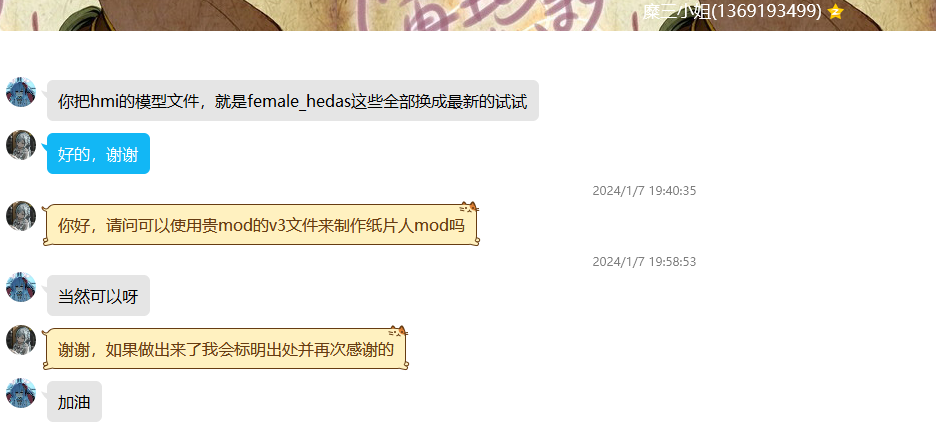 糜三小姐(1369193499)
你把hmi的模型文件，就是female_hedas这些全部换成最新的试试
好的，谢谢
2024/1/7 19:40:35
你好，请问可以使用贵mod的v3文件来制作纸片人mod吗
2024/1/7 19:58:53
当然可以呀
谢谢，如果做出来了我会标明出处并再次感谢的
加油